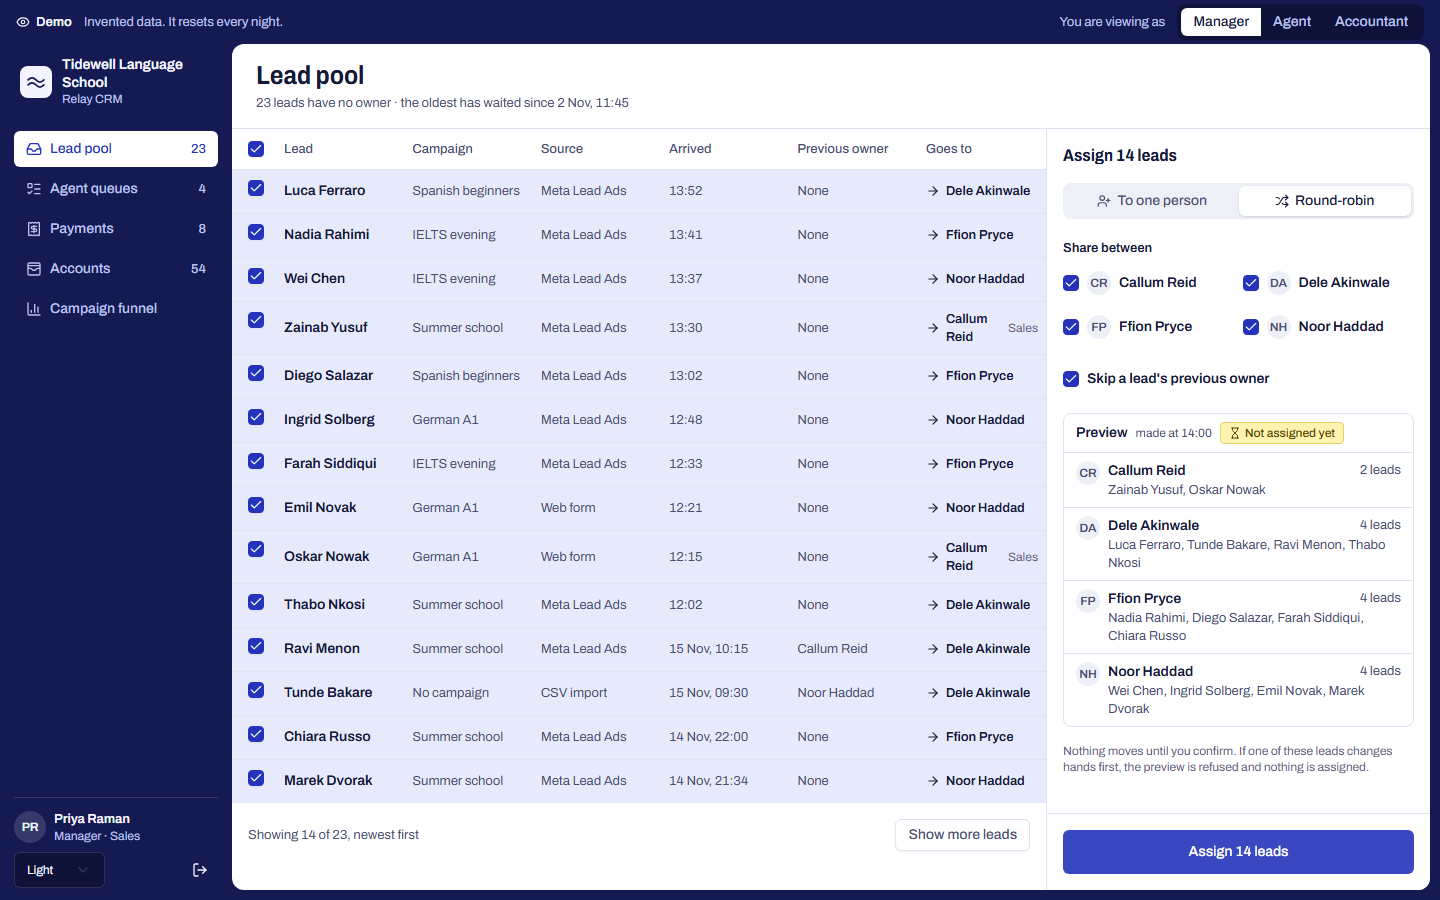 Demo Invented data. It resets every night.
You are viewing as Manager Agent Accountant
Tidewell Language School
Relay CRM
Lead pool 23
Agent queues 4
Payments 8
Accounts 54
Campaign funnel
PR Priya Raman
Manager · Sales
Light
Lead pool
23 leads have no owner · the oldest has waited since 2 Nov, 11:45
Lead Campaign Source Arrived Previous owner Goes to
Luca Ferraro Spanish beginners Meta Lead Ads 13:52 None → Dele Akinwale
Nadia Rahimi IELTS evening Meta Lead Ads 13:41 None → Ffion Pryce
Wei Chen IELTS evening Meta Lead Ads 13:37 None → Noor Haddad
Zainab Yusuf Summer school Meta Lead Ads 13:30 None → Callum Reid Sales
Diego Salazar Spanish beginners Meta Lead Ads 13:02 None → Ffion Pryce
Ingrid Solberg German A1 Meta Lead Ads 12:48 None → Noor Haddad
Farah Siddiqui IELTS evening Meta Lead Ads 12:33 None → Ffion Pryce
Emil Novak German A1 Web form 12:21 None → Noor Haddad
Oskar Nowak German A1 Web form 12:15 None → Callum Reid Sales
Thabo Nkosi Summer school Meta Lead Ads 12:02 None → Dele Akinwale
Ravi Menon Summer school Meta Lead Ads 15 Nov, 10:15 Callum Reid → Dele Akinwale
Tunde Bakare No campaign CSV import 15 Nov, 09:30 Noor Haddad → Dele Akinwale
Chiara Russo Summer school Meta Lead Ads 14 Nov, 22:00 None → Ffion Pryce
Marek Dvorak Summer school Meta Lead Ads 14 Nov, 21:34 None → Noor Haddad
Showing 14 of 23, newest first
Show more leads
Assign 14 leads
To one person Round-robin
Share between
CR Callum Reid DA Dele Akinwale
FP Ffion Pryce NH Noor Haddad
Skip a lead's previous owner
Preview made at 14:00 Not assigned yet
CR Callum Reid 2 leads
Zainab Yusuf, Oskar Nowak
DA Dele Akinwale 4 leads
Luca Ferraro, Tunde Bakare, Ravi Menon, Thabo
Nkosi
FP Ffion Pryce 4 leads
Nadia Rahimi, Diego Salazar, Farah Siddiqui,
Chiara Russo
NH Noor Haddad 4 leads
Wei Chen, Ingrid Solberg, Emil Novak, Marek
Dvorak
Nothing moves until you confirm. If one of these leads changes
hands first, the preview is refused and nothing is assigned.
Assign 14 leads